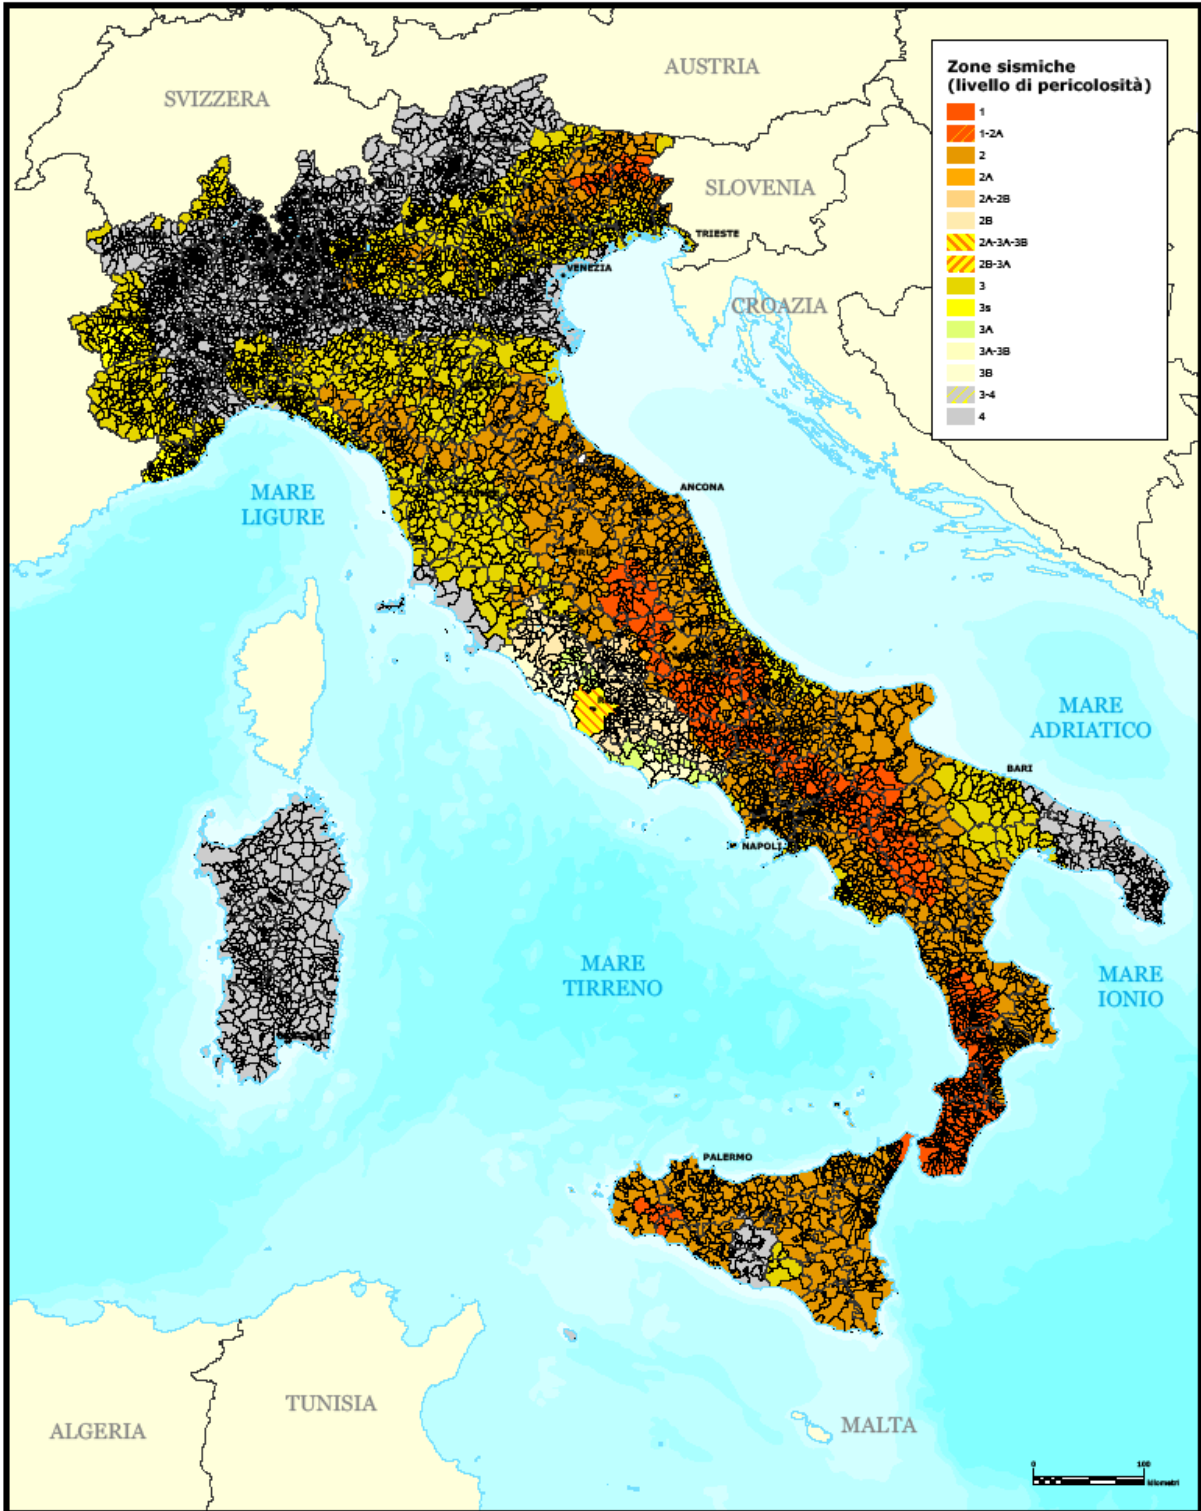 AUSTRIA
SVIZZERA
Zone sismiche
(livello di pericolosità)
1
1-2A
2
2A
2A-2B
2B
2A-3A-3B
2B-3A
3
3s
3A
3A-3B
3B
3-4
4
SLOVENIA
TRIESTE
VENEZIA
CROAZIA
ANCONA
MARE
LIGURE
MARE
ADRIATICO
BARI
NAPOLI
MARE
TIRRENO
MARE
IONIO
PALERMO
TUNISIA
ALGERIA
MALTA
0
100
kilometri